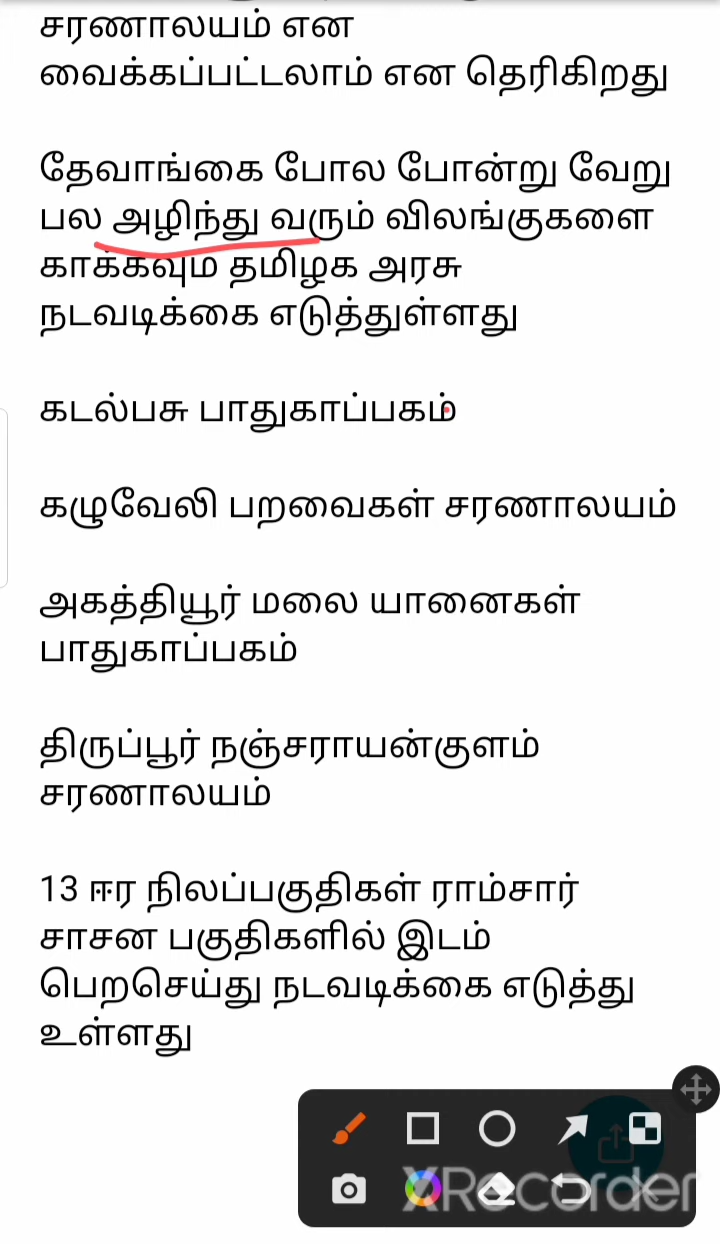 சரணாலயம் என
வைக்கப்பட்டலாம் என தெரிகிறது
தேவாங்கை போல போன்று வேறு
பல அழிந்து வரும் விலங்குகளை
காக்கவும் தமிழக அரசு
நடவடிக்கை எடுத்துள்ளது
கடல்பசு பாதுகாப்பகம்
கழுவேலி பறவைகள் சரணாலயம்
அகத்தியூர் மலை யானைகள்
பாதுகாப்பகம்
திருப்பூர் நஞ்சராயன்குளம்
சரணாலயம்
13 ஈர நிலப்பகுதிகள் ராம்சார்
சாசன பகுதிகளில் இடம்
பெறசெய்து நடவடிக்கை எடுத்து
உள்ளது
XRecorder